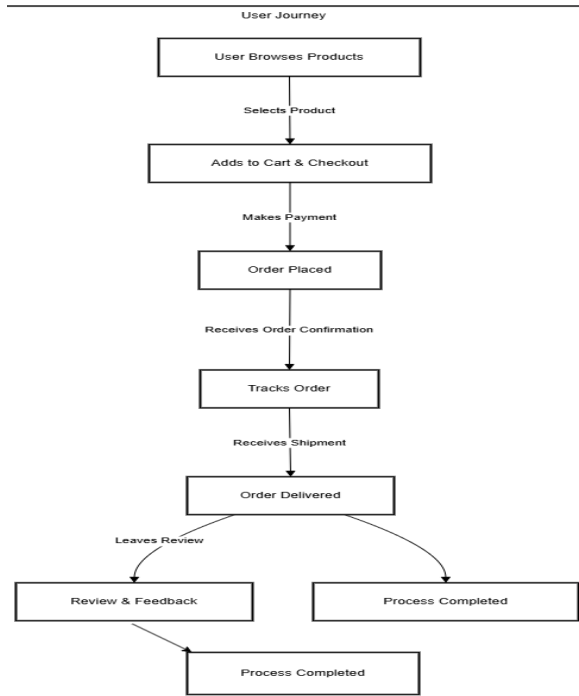 User Journey
User Browses Products
Selects Product
Adds to Cart & Checkout
Makes Payment
Order Placed
Receives Order Confirmation
Tracks Order
Receives Shipment
Order Delivered
Leaves Review
Review & Feedback
Process Completed
Process Completed